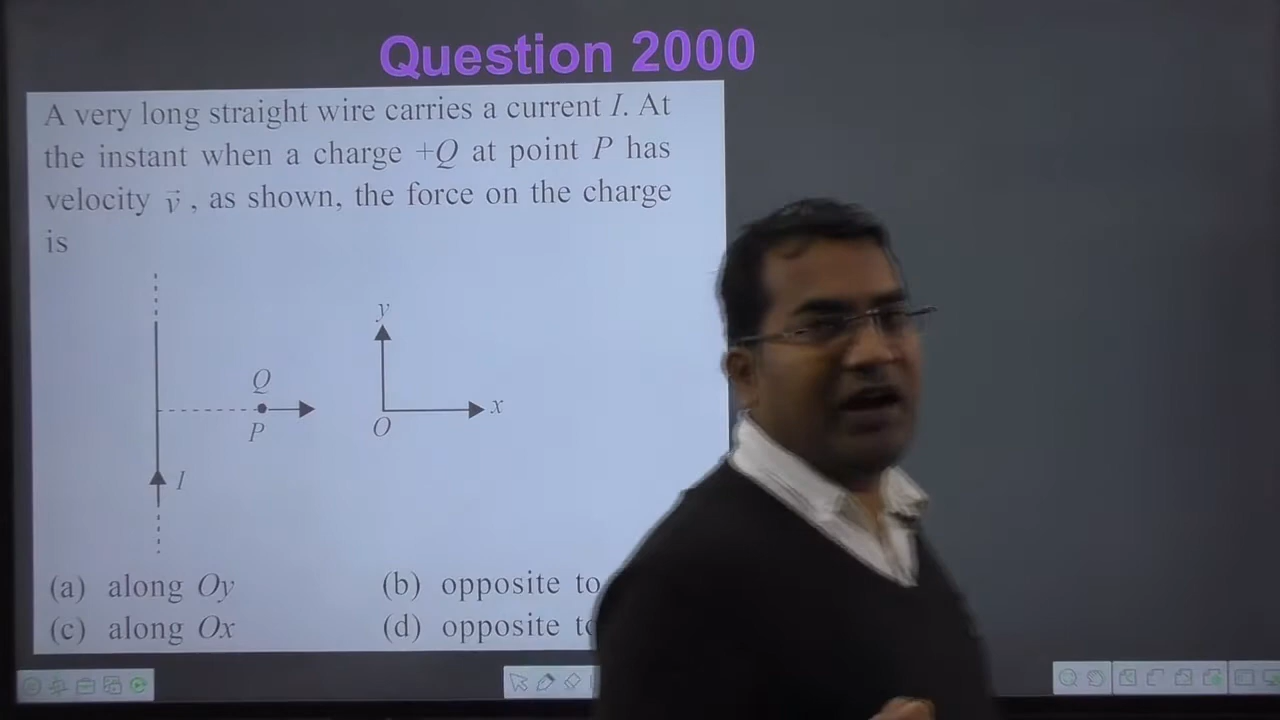 Question 2000
A very long straight wire carries a current I. At
the instant when a charge +Q at point P has
velocity v⃗ , as shown, the force on the charge
is
y
Q
x
P
O
I
(a) along Oy (b) opposite to
(c) along Ox (d) opposite